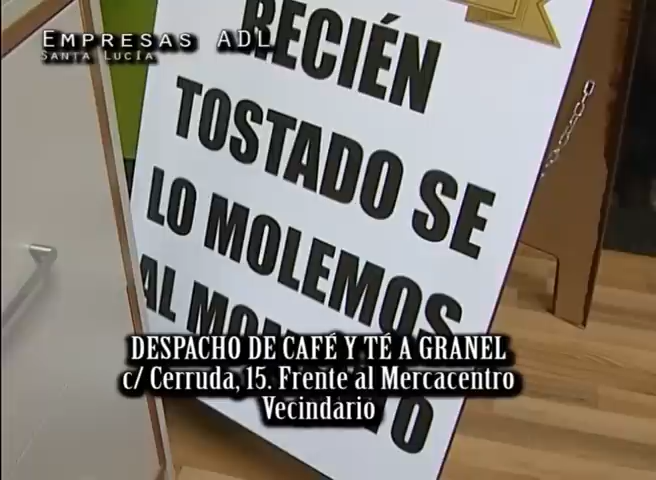 EMPRESAS ADL
SANTA LUCÍA
RECIÉN
TOSTADO SE
LO MOLEMOS
AL
DESPACHO DE CAFÉ Y TÉ A GRANEL
c/ Cerruda, 15. Frente al Mercacentro
Vecindario